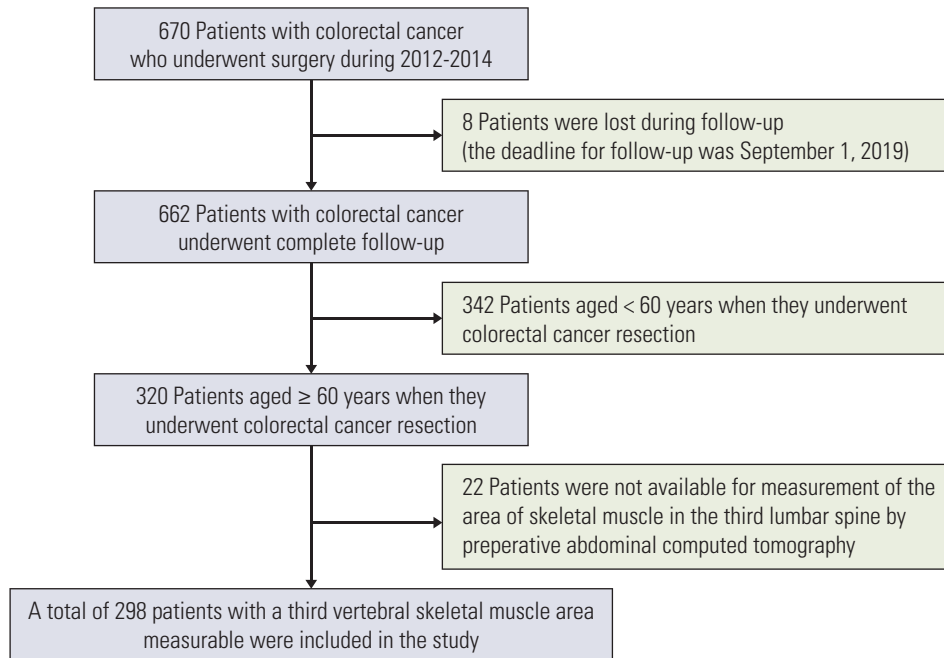 670 Patients with colorectal cancer
who underwent surgery during 2012-2014
8 Patients were lost during follow-up
(the deadline for follow-up was September 1, 2019)
662 Patients with colorectal cancer
underwent complete follow-up
342 Patients aged < 60 years when they underwent
colorectal cancer resection
320 Patients aged ≥ 60 years when they
underwent colorectal cancer resection
22 Patients were not available for measurement of the
area of skeletal muscle in the third lumbar spine by
preperative abdominal computed tomography
A total of 298 patients with a third vertebral skeletal muscle area
measurable were included in the study